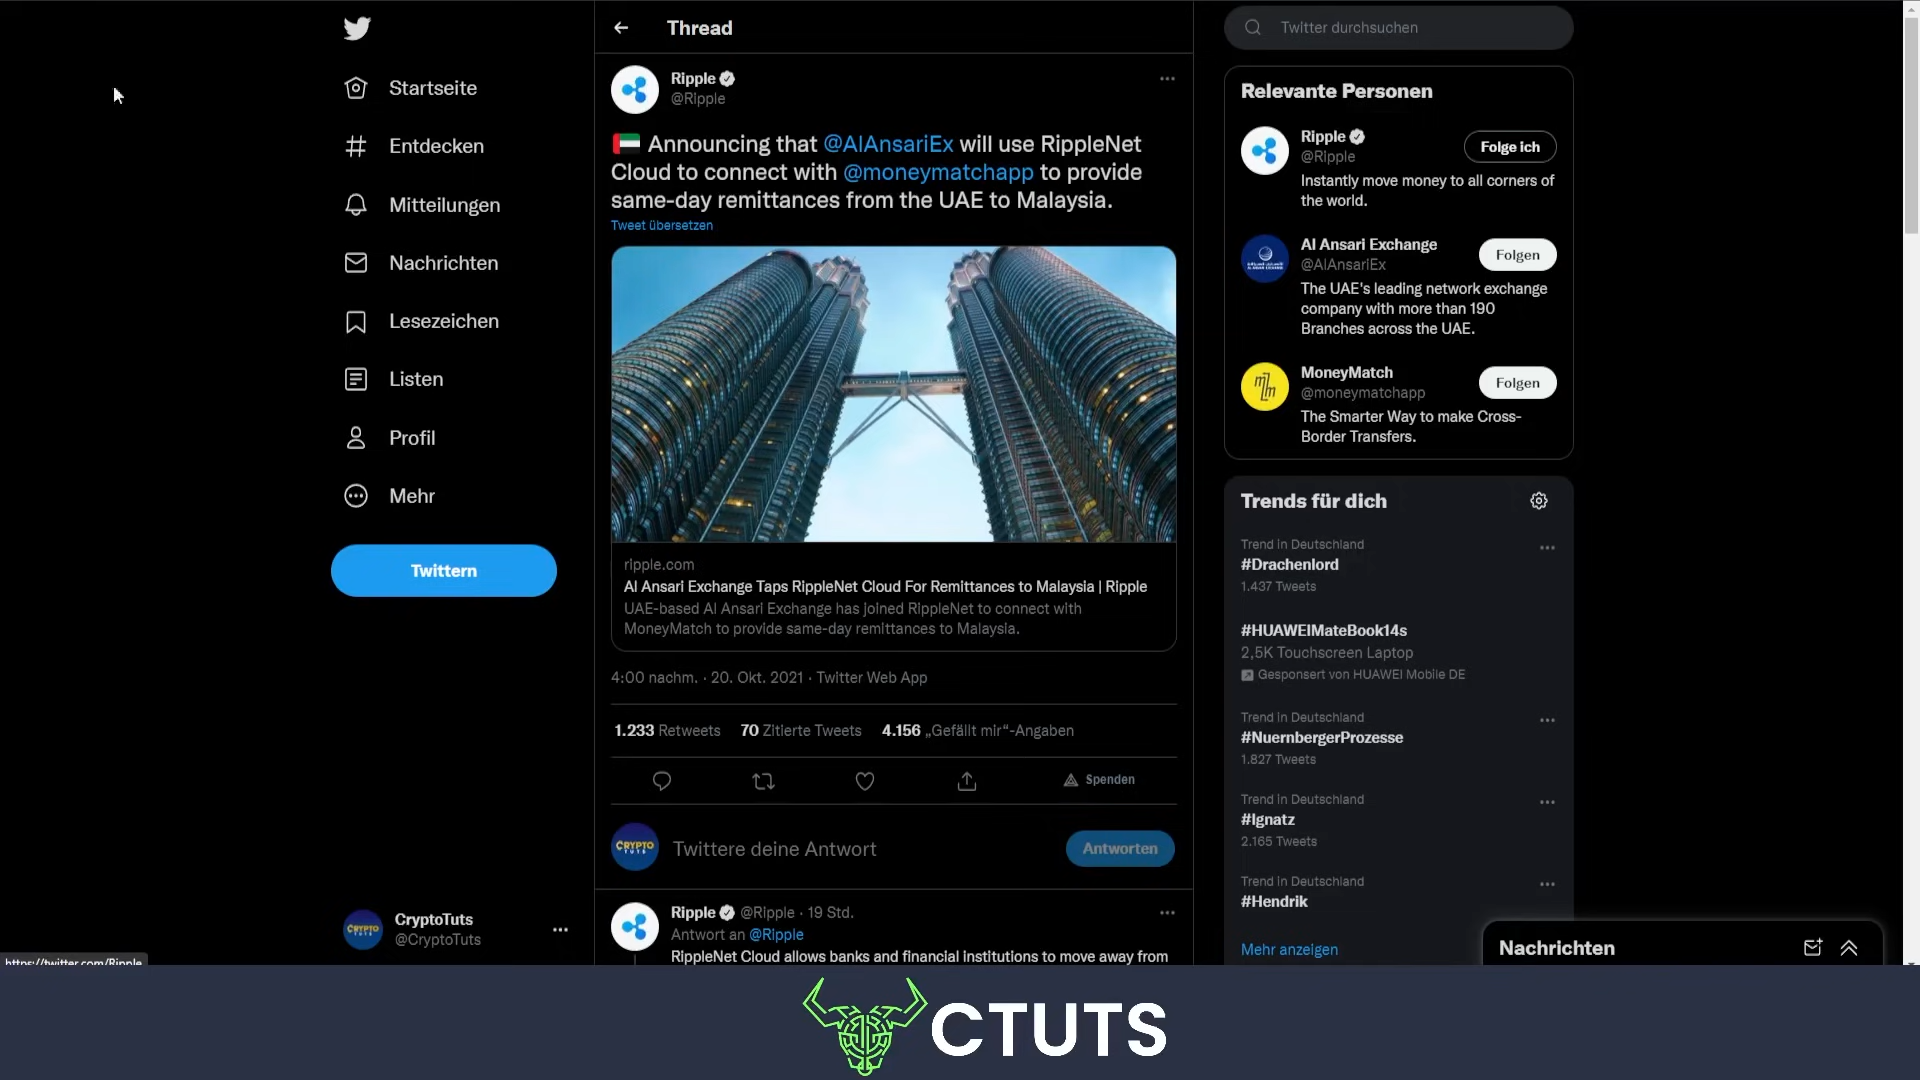 Startseite
Entdecken
Mitteilungen
Nachrichten
Lesezeichen
Listen
Profil
Mehr
Twittern
CryptoTuts
@CryptoTuts
https://twitter.com/Ripple
Thread
Ripple
@Ripple
Announcing that @AlAnsariEx will use RippleNet
Cloud to connect with @moneymatchapp to provide
same-day remittances from the UAE to Malaysia.
Tweet übersetzen
ripple.com
Al Ansari Exchange Taps RippleNet Cloud For Remittances to Malaysia | Ripple
UAE-based Al Ansari Exchange has joined RippleNet to connect with
MoneyMatch to provide same-day remittances to Malaysia.
4:00 nachm. · 20. Okt. 2021 · Twitter Web App
1.233 Retweets 70 Zitierte Tweets 4.156 „Gefällt mir“-Angaben
Spenden
CRYPTO
TUTS
Twittere deine Antwort
Antworten
Ripple @Ripple · 19 Std.
Antwort an @Ripple
RippleNet Cloud allows banks and financial institutions to move away from
Twitter durchsuchen
Relevante Personen
Ripple
@Ripple
Folge ich
Instantly move money to all corners of
the world.
Al Ansari Exchange
@AlAnsariEx
Folgen
The UAE's leading network exchange
company with more than 190
Branches across the UAE.
MoneyMatch
@moneymatchapp
Folgen
The Smarter Way to make Cross-
Border Transfers.
Trends für dich
Trend in Deutschland
#Drachenlord
1.437 Tweets
#HUAWEIMateBook14s
2,5K Touchscreen Laptop
Gesponsert von HUAWEI Mobile DE
Trend in Deutschland
#NuernbergerProzesse
1.827 Tweets
Trend in Deutschland
#Ignatz
2.165 Tweets
Trend in Deutschland
#Hendrik
Mehr anzeigen
Nachrichten
CTUTS